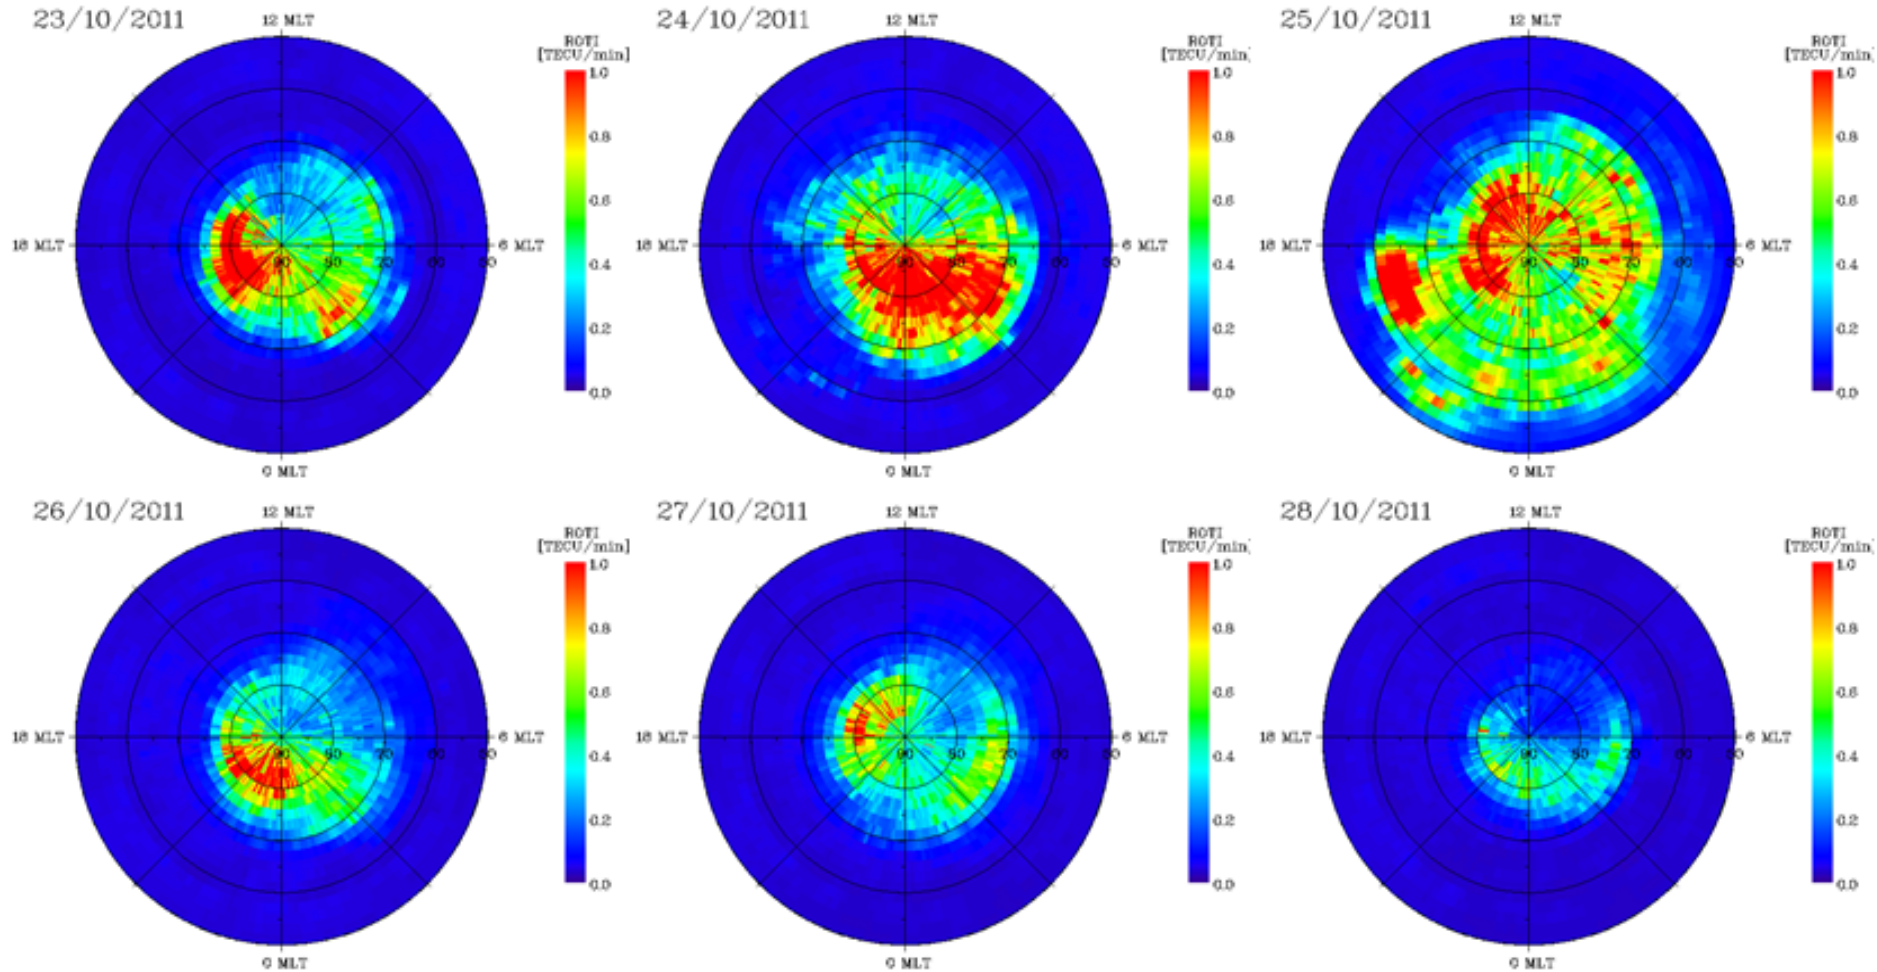 23/10/2011
12 MLT
ROTI
[TECU/min]
1.0
0.8
0.6
0.4
0.2
0.0
18 MLT
6 MLT
90 80 70 60 50
0 MLT
24/10/2011
12 MLT
ROTI
[TECU/min]
1.0
0.8
0.6
0.4
0.2
0.0
18 MLT
6 MLT
90 80 70 60 50
0 MLT
25/10/2011
12 MLT
ROTI
[TECU/min]
1.0
0.8
0.6
0.4
0.2
0.0
18 MLT
6 MLT
90 80 70 60 50
0 MLT
26/10/2011
12 MLT
ROTI
[TECU/min]
1.0
0.8
0.6
0.4
0.2
0.0
18 MLT
6 MLT
90 80 70 60 50
0 MLT
27/10/2011
12 MLT
ROTI
[TECU/min]
1.0
0.8
0.6
0.4
0.2
0.0
18 MLT
6 MLT
90 80 70 60 50
0 MLT
28/10/2011
12 MLT
ROTI
[TECU/min]
1.0
0.8
0.6
0.4
0.2
0.0
18 MLT
6 MLT
90 80 70 60 50
0 MLT